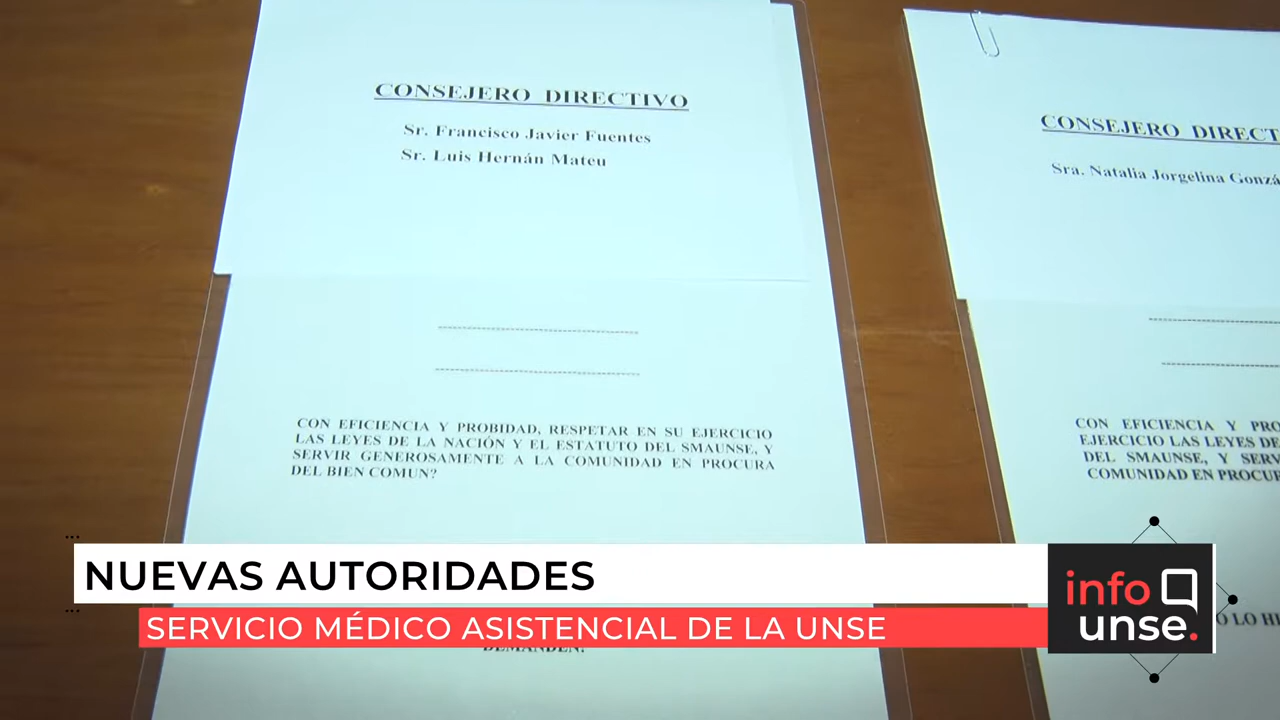 CONSEJERO DIRECTIVO
Sr. Francisco Javier Fuentes
Sr. Luis Hernán Mateu
CON EFICIENCIA Y PROBIDAD, RESPETAR EN SU EJERCICIO
LAS LEYES DE LA NACIÓN Y EL ESTATUTO DEL SMAUNSE, Y
SERVIR GENEROSAMENTE A LA COMUNIDAD EN PROCURA
DEL BIEN COMUN?
DEMANDEN.
CONSEJERO DIRECT
Sra. Natalia Jorgelina Gonzá
CON EFICIENCIA Y PRO
EJERCICIO LAS LEYES DE
DEL SMAUNSE, Y SERV
COMUNIDAD EN PROCUR
O LO HI
NUEVAS AUTORIDADES
SERVICIO MÉDICO ASISTENCIAL DE LA UNSE
info
unse.